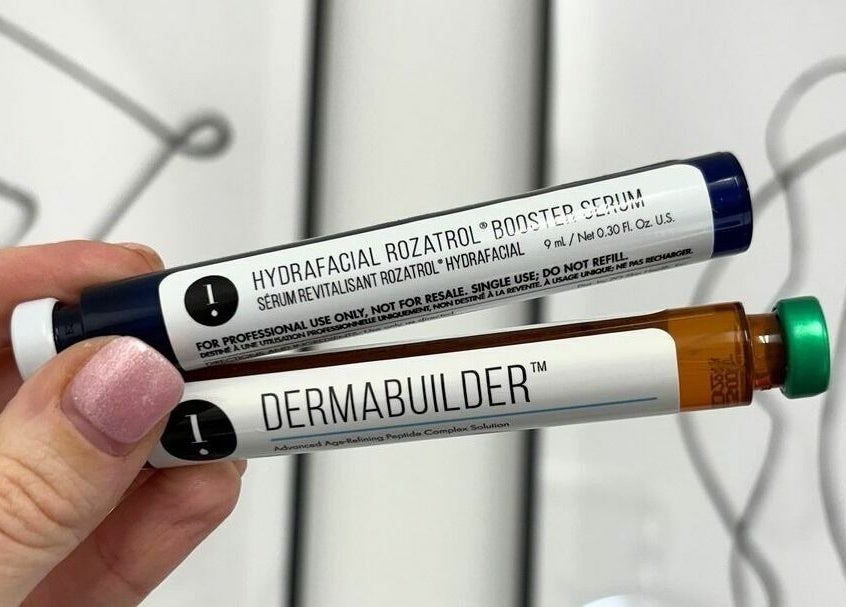 1.
HYDRAFACIAL ROZATROL® BOOSTER SERUM
SÉRUM REVITALISANT ROZATROL® HYDRAFACIAL 9 mL / Net 0.30 Fl. Oz. U.S.
FOR PROFESSIONAL USE ONLY, NOT FOR RESALE. SINGLE USE; DO NOT REFILL.
DESTINÉ À UNE UTILISATION PROFESSIONNELLE UNIQUEMENT, NON DESTINÉ À LA REVENTE. À USAGE UNIQUE; NE PAS RECHARGER.
1.
DERMABUILDER™
Advanced Age-Refining Peptide Complex Solution